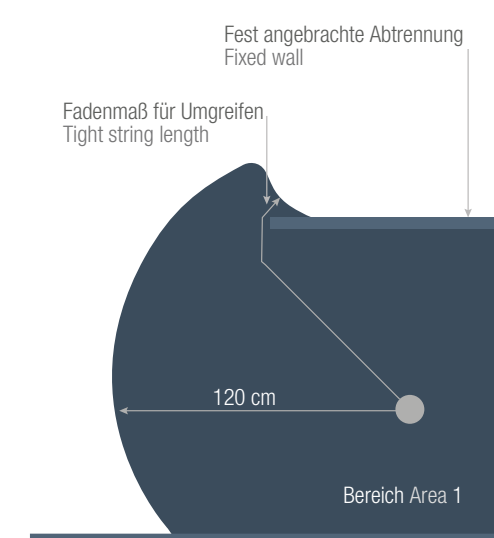 Fest angebrachte Abtrennung
Fixed wall
Fadenmaß für Umgreifen
Tight string length
120 cm
Bereich Area 1